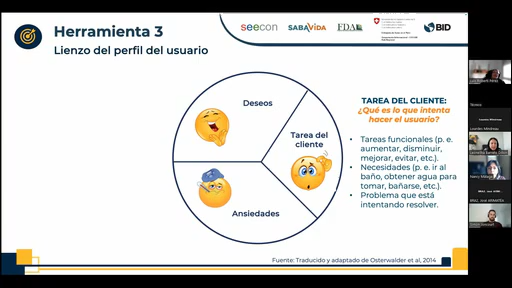 Herramienta 3
Lienzo del perfil del usuario
seecon
SABAVIDA
FDAL
BID
Deseos
Tarea del
cliente
Ansiedades
TAREA DEL CLIENTE:
¿Qué es lo que intenta
hacer el usuario?
• Tareas funcionales (p. e.
aumentar, disminuir,
mejorar, evitar, etc.).
• Necesidades (p. e. ir al
baño, obtener agua para
tomar, bañarse, etc.).
• Problema que está
intentando resolver.
Fuente: Traducido y adaptado de Osterwalder et al, 2014